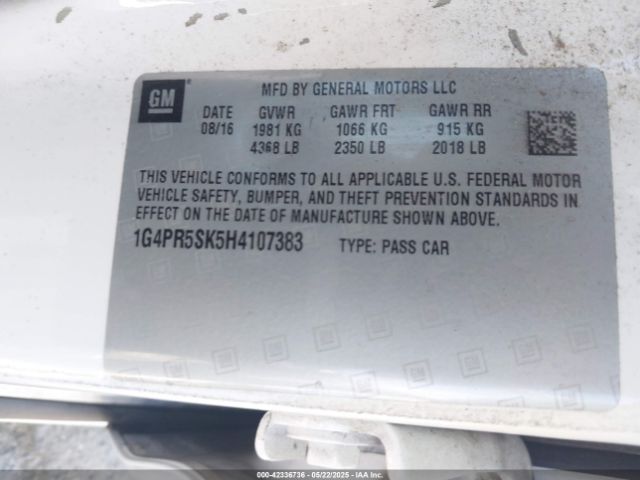 GM
MFD BY GENERAL MOTORS LLC
DATE GVWR GAWR FRT GAWR RR
08/16 1981 KG 1066 KG 915 KG
4368 LB 2350 LB 2018 LB
THIS VEHICLE CONFORMS TO ALL APPLICABLE U.S. FEDERAL MOTOR
VEHICLE SAFETY, BUMPER, AND THEFT PREVENTION STANDARDS IN
EFFECT ON THE DATE OF MANUFACTURE SHOWN ABOVE.
1G4PR5SK5H4107383 TYPE: PASS CAR
000-42336736 - 05/22/2025 - Copyright IAA, LLC